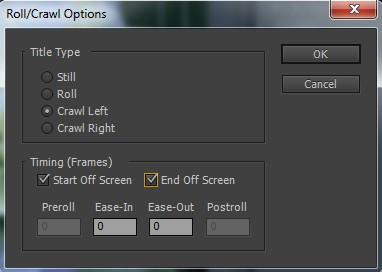 Roll/Crawl Options
Title Type
Still
Roll
Crawl Left
Crawl Right
OK
Cancel
Timing (Frames)
Start Off Screen End Off Screen
Preroll Ease-In Ease-Out Postroll
0 0 0 0